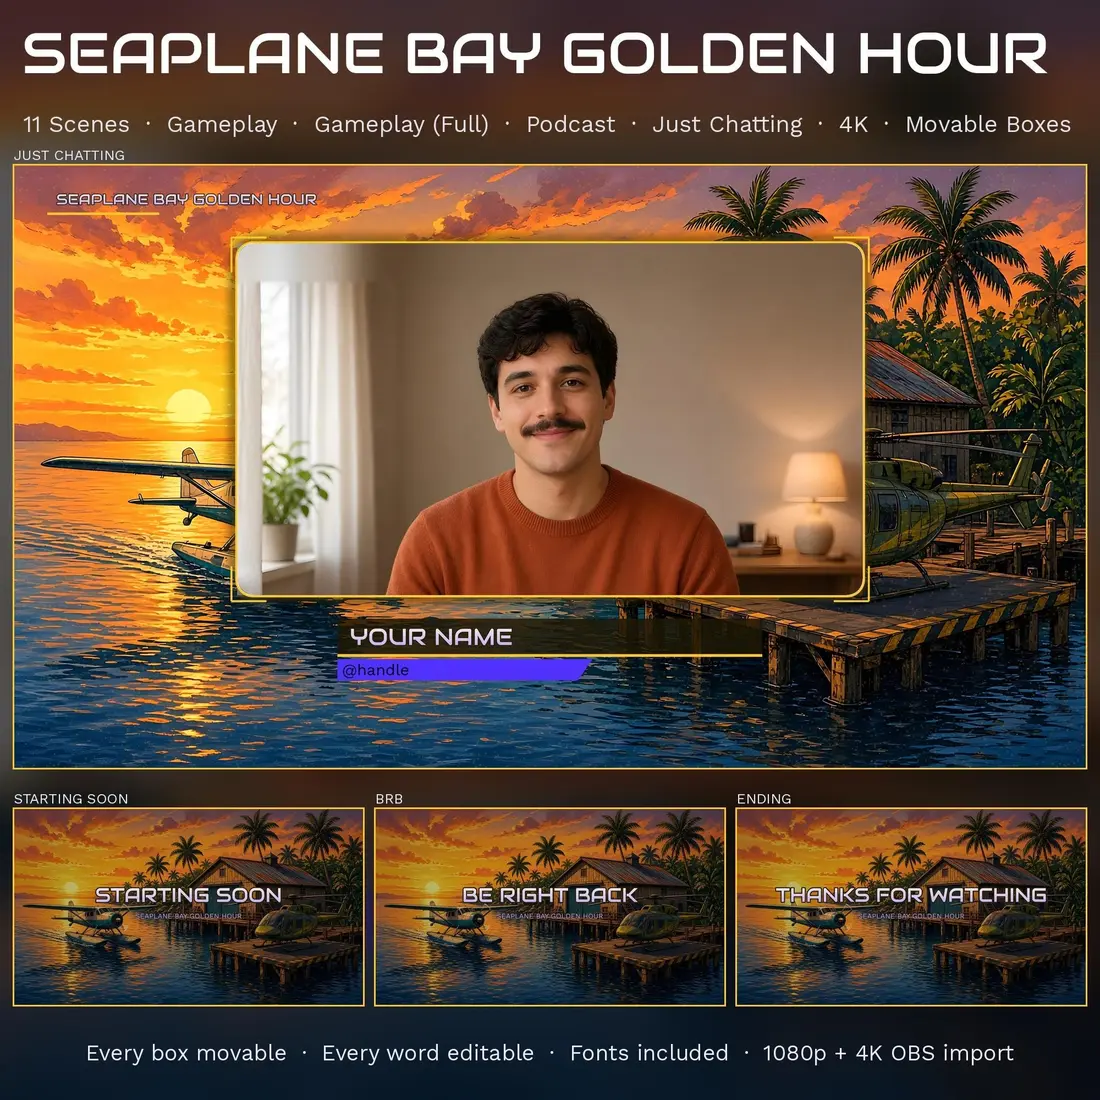 SEAPLANE BAY GOLDEN HOUR
11 Scenes · Gameplay · Gameplay (Full) · Podcast · Just Chatting · 4K · Movable Boxes
JUST CHATTING
SEAPLANE BAY GOLDEN HOUR
YOUR NAME
@handle
STARTING SOON
STARTING SOON
SEAPLANE BAY GOLDEN HOUR
BRB
BE RIGHT BACK
SEAPLANE BAY GOLDEN HOUR
ENDING
THANKS FOR WATCHING
SEAPLANE BAY GOLDEN HOUR
Every box movable · Every word editable · Fonts included · 1080p + 4K OBS import